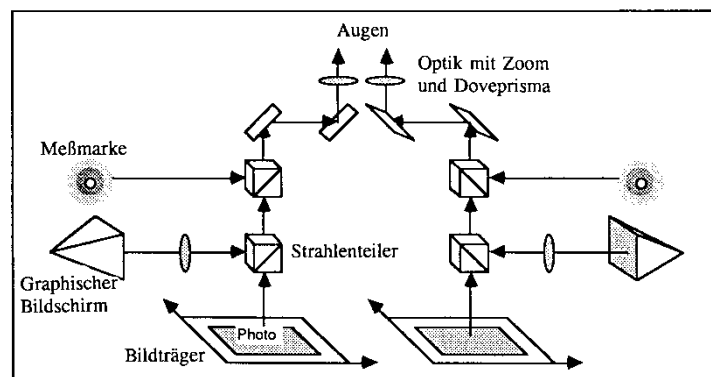 Augen
Optik mit Zoom
und Doveprisma
Meßmarke
Strahlenteiler
Graphischer
Bildschirm
Photo
Bildträger